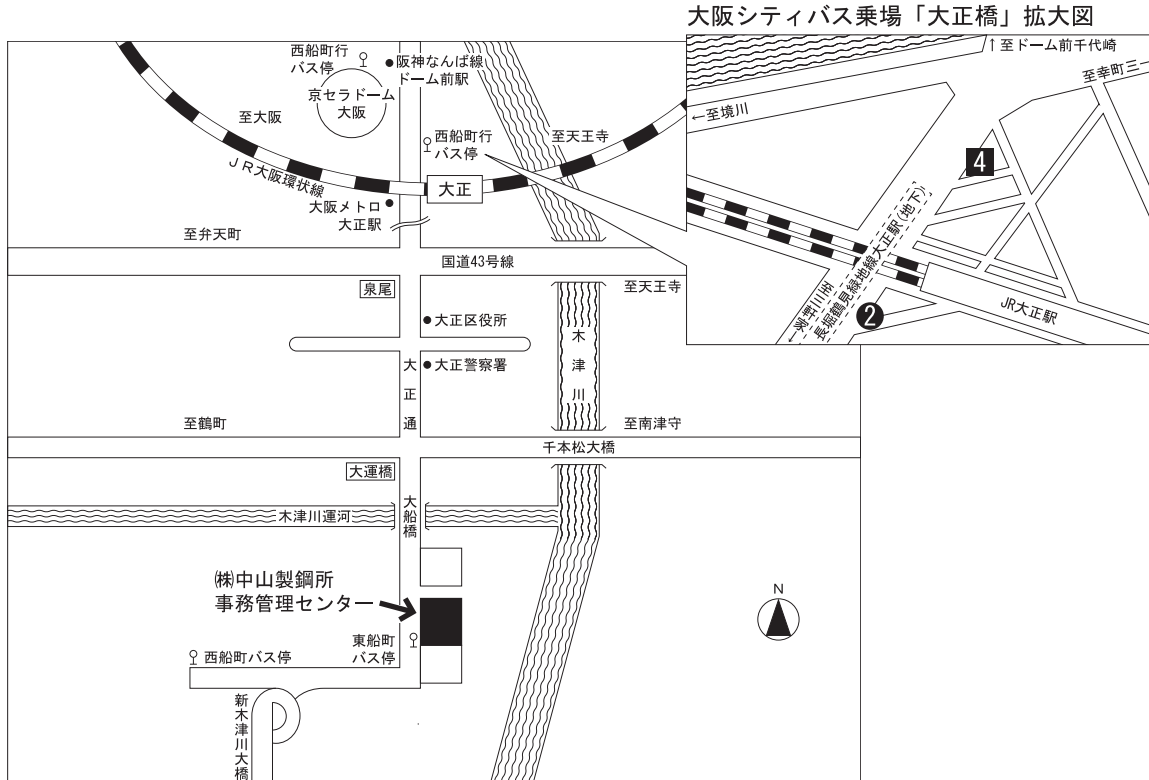 大阪シティバス乗場「大正橋」拡大図
↑至ドーム前千代崎
至幸町三
←至境川
4
長堀鶴見緑地線大正駅(地下)
←至三軒家
2
JR大正駅
西船町行
バス停
阪神なんば線
ドーム前駅
京セラドーム
大阪
至大阪
西船町行
バス停
至天王寺
JR大阪環状線
大正
大阪メトロ
大正駅
至弁天町
国道43号線
泉尾
至天王寺
大正区役所
木津川
大正警察署
大正通
至鶴町
至南津守
千本松大橋
大運橋
大船橋
木津川運河
㈱中山製鋼所
事務管理センター
N
東船町
バス停
西船町バス停
新木津川大橋